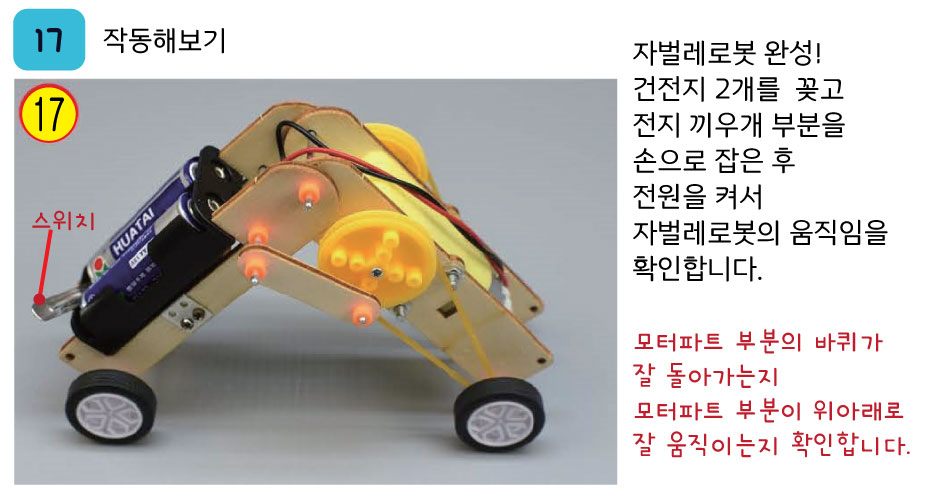 17 작동해보기
17
스위치
HUATAI
자벌레로봇 완성!
건전지 2개를 꽂고
전지 끼우개 부분을
손으로 잡은 후
전원을 켜서
자벌레로봇의 움직임을
확인합니다.
모터파트 부분의 바퀴가
잘 돌아가는지
모터파트 부분이 위아래로
잘 움직이는지 확인합니다.